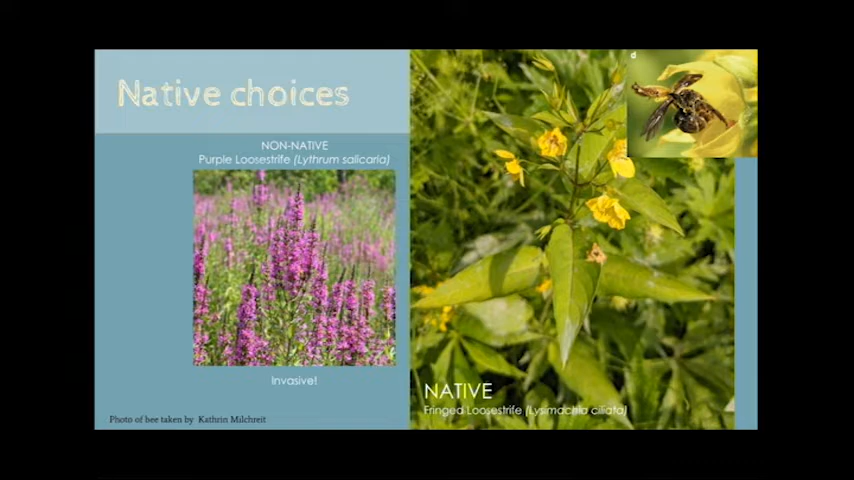 Native choices
NON-NATIVE
Purple Loosestrife (Lythrum salicaria)
Invasive!
Photo of bee taken by Kathrin Milchreit
d
NATIVE
Fringed Loosestrife (Lysimachia ciliata)